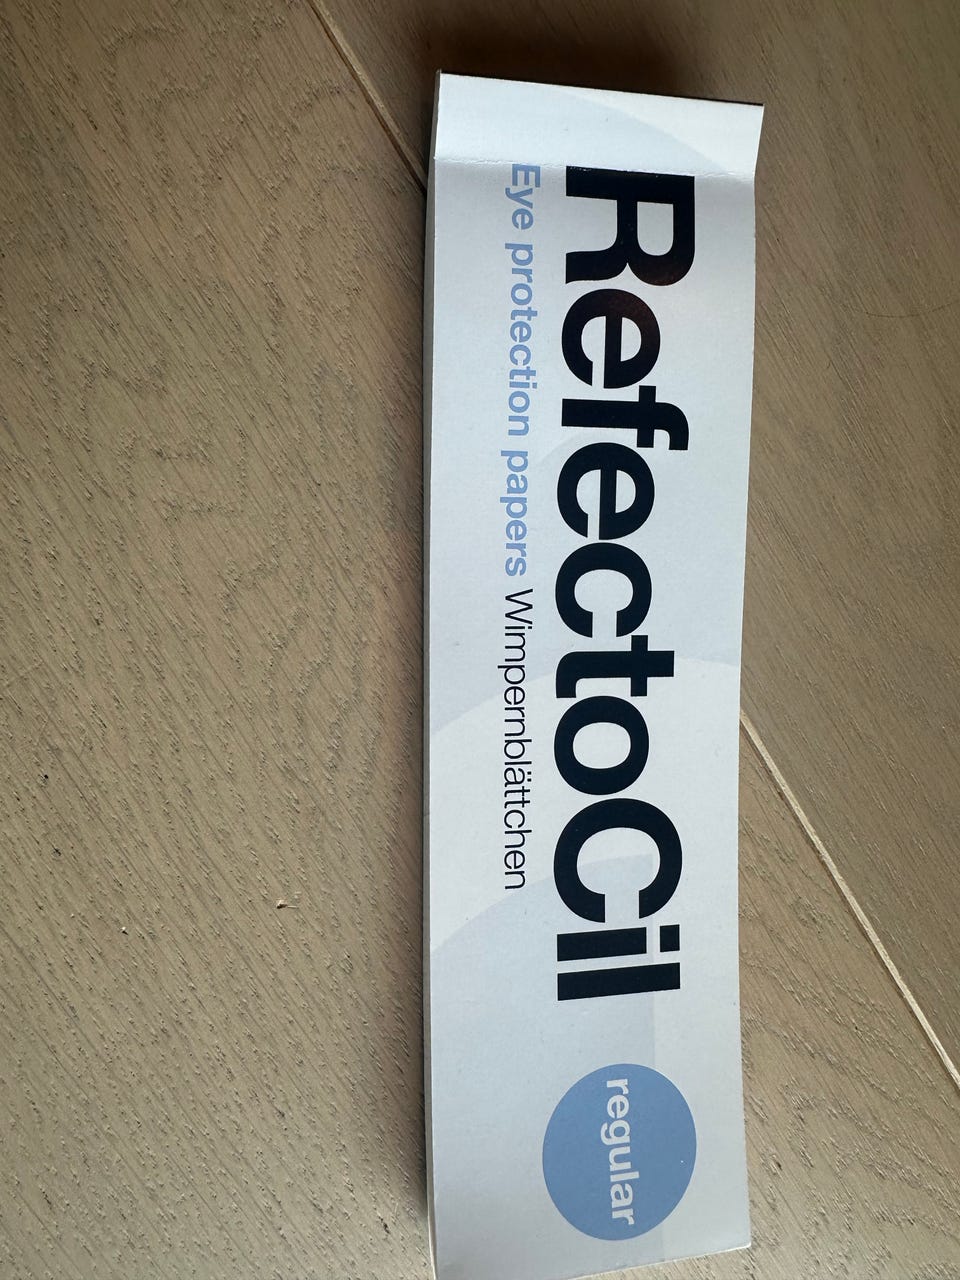 RefectoCil
Eye protection papers Wimpernblättchen
regular